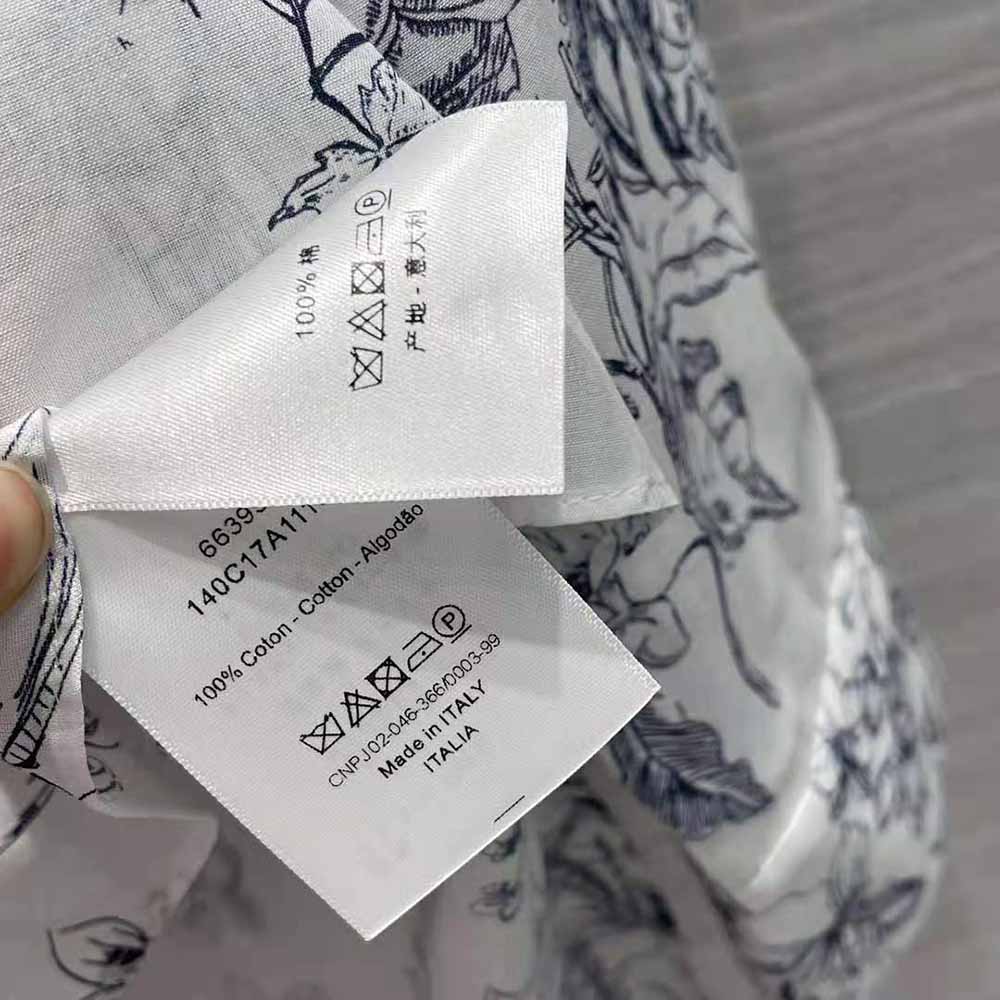 100% 棉
P
产地 - 意大利
140C17A111
100% Coton - Cotton - Algodão
P
CNPJ02-046-366/0003-99
Made in ITALY
ITALIA